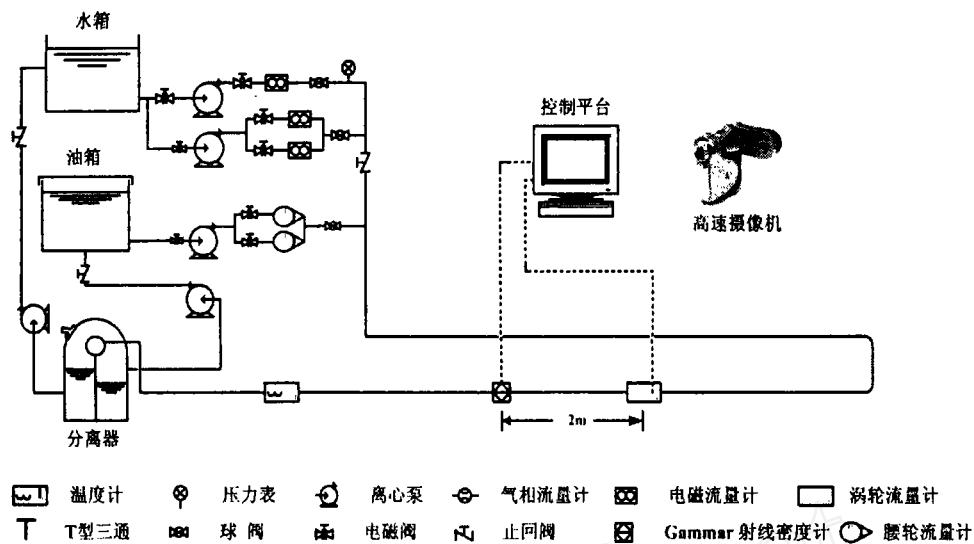 水箱
油箱
控制平台
高速摄像机
2m
分离器
温度计
压力表
离心泵
气相流量计
电磁流量计
涡轮流量计
T型三通
球 阀
电磁阀
止回阀
Gammar 射线密度计
腰轮流量计